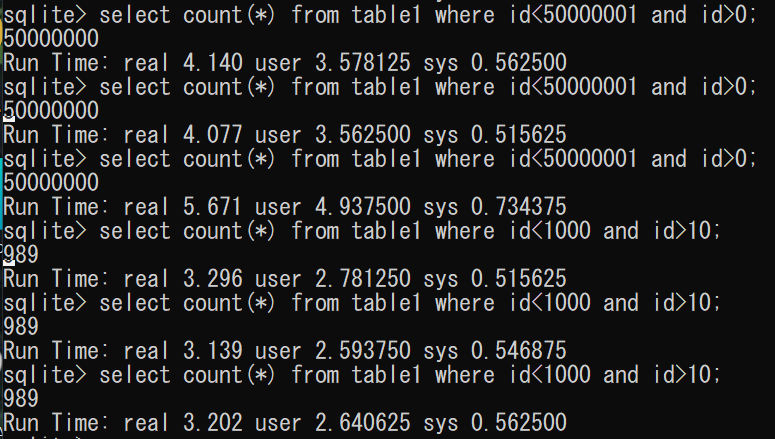 sqlite> select count(*) from table1 where id<50000001 and id>0;
50000000
Run Time: real 4.140 user 3.578125 sys 0.562500
sqlite> select count(*) from table1 where id<50000001 and id>0;
50000000
Run Time: real 4.077 user 3.562500 sys 0.515625
sqlite> select count(*) from table1 where id<50000001 and id>0;
50000000
Run Time: real 5.671 user 4.937500 sys 0.734375
sqlite> select count(*) from table1 where id<1000 and id>10;
989
Run Time: real 3.296 user 2.781250 sys 0.515625
sqlite> select count(*) from table1 where id<1000 and id>10;
989
Run Time: real 3.139 user 2.593750 sys 0.546875
sqlite> select count(*) from table1 where id<1000 and id>10;
989
Run Time: real 3.202 user 2.640625 sys 0.562500